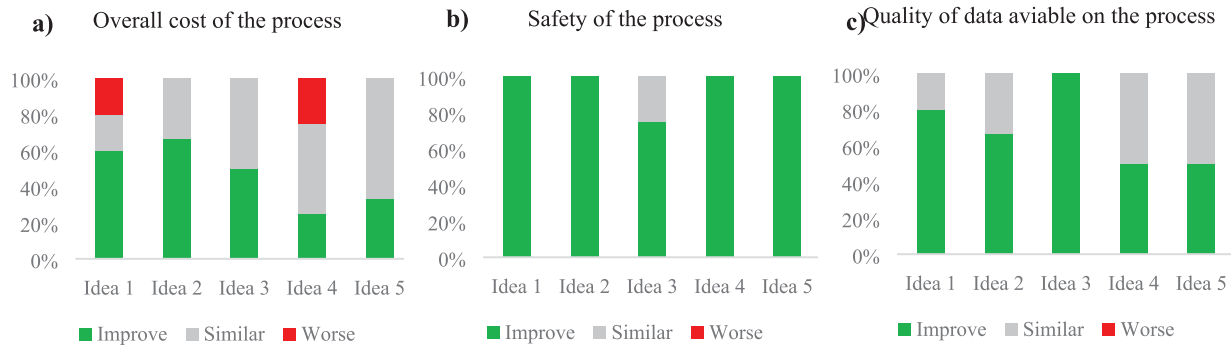 a) Overall cost of the process
100%
80%
60%
40%
20%
0%
Idea 1 Idea 2 Idea 3 Idea 4 Idea 5
Improve Similar Worse
b) Safety of the process
100%
80%
60%
40%
20%
0%
Idea 1 Idea 2 Idea 3 Idea 4 Idea 5
Improve Similar Worse
c) Quality of data aviable on the process
100%
80%
60%
40%
20%
0%
Idea 1 Idea 2 Idea 3 Idea 4 Idea 5
Improve Similar Worse